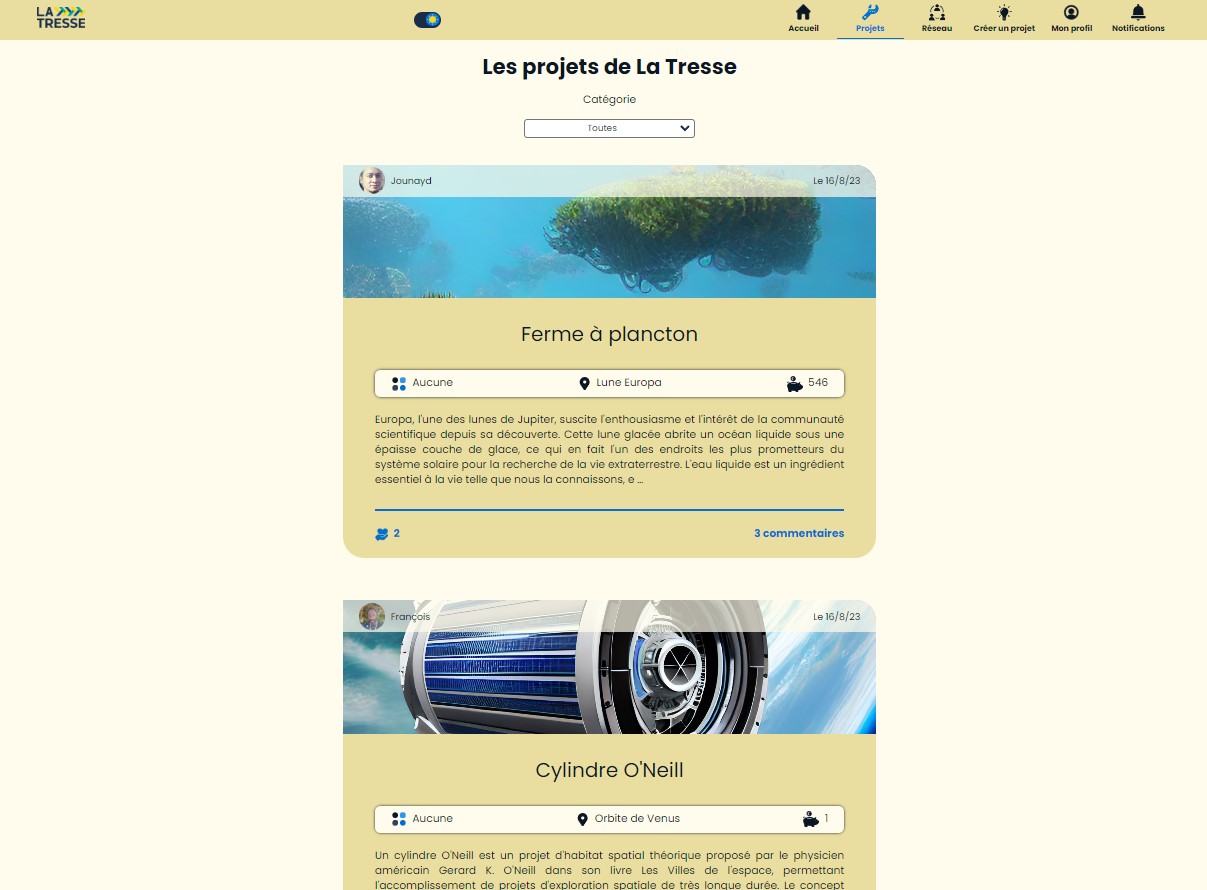 LA
TRESSE
Accueil
Projets
Réseau
Créer un projet
Mon profil
Notifications
Les projets de La Tresse
Catégorie
Toutes
Jounayd
Le 16/8/23
Ferme à plancton
Aucune
Lune Europa
546
Europa, l'une des lunes de Jupiter, suscite l'enthousiasme et l'intérêt de la communauté
scientifique depuis sa découverte. Cette lune glacée abrite un océan liquide sous une
épaisse couche de glace, ce qui en fait l'un des endroits les plus prometteurs du
système solaire pour la recherche de la vie extraterrestre. L'eau liquide est un ingrédient
essentiel à la vie telle que nous la connaissons, e ...
2
3 commentaires
François
Le 16/8/23
Cylindre O'Neill
Aucune
Orbite de Venus
1
Un cylindre O'Neill est un projet d'habitat spatial théorique proposé par le physicien
américain Gerard K. O'Neill dans son livre Les Villes de l'espace, permettant
l'accomplissement de projets d'exploration spatiale de très longue durée. Le concept